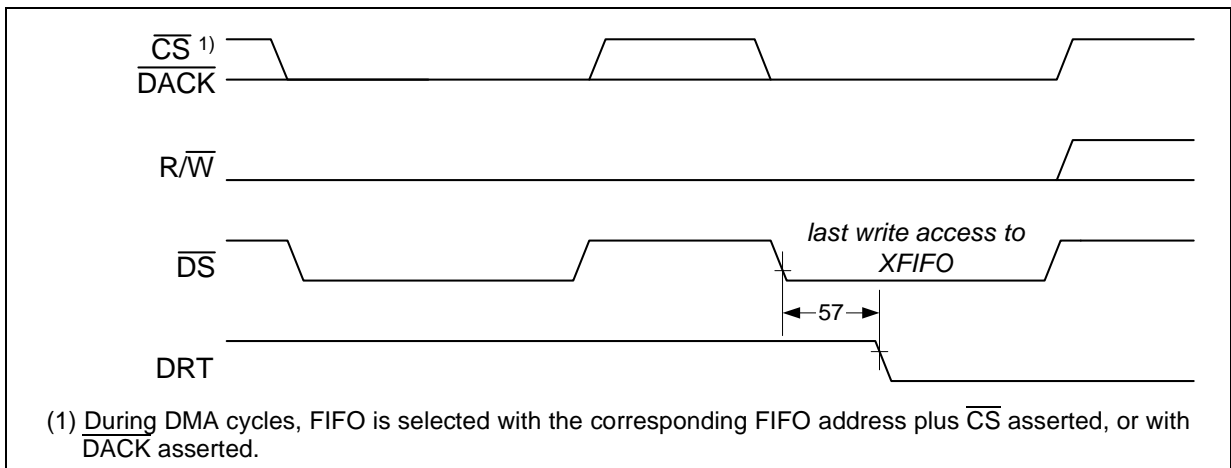 CS 1)
DACK
R/W
DS
last write access to
XFIFO
57
DRT
(1) During DMA cycles, FIFO is selected with the corresponding FIFO address plus CS asserted, or with
DACK asserted.